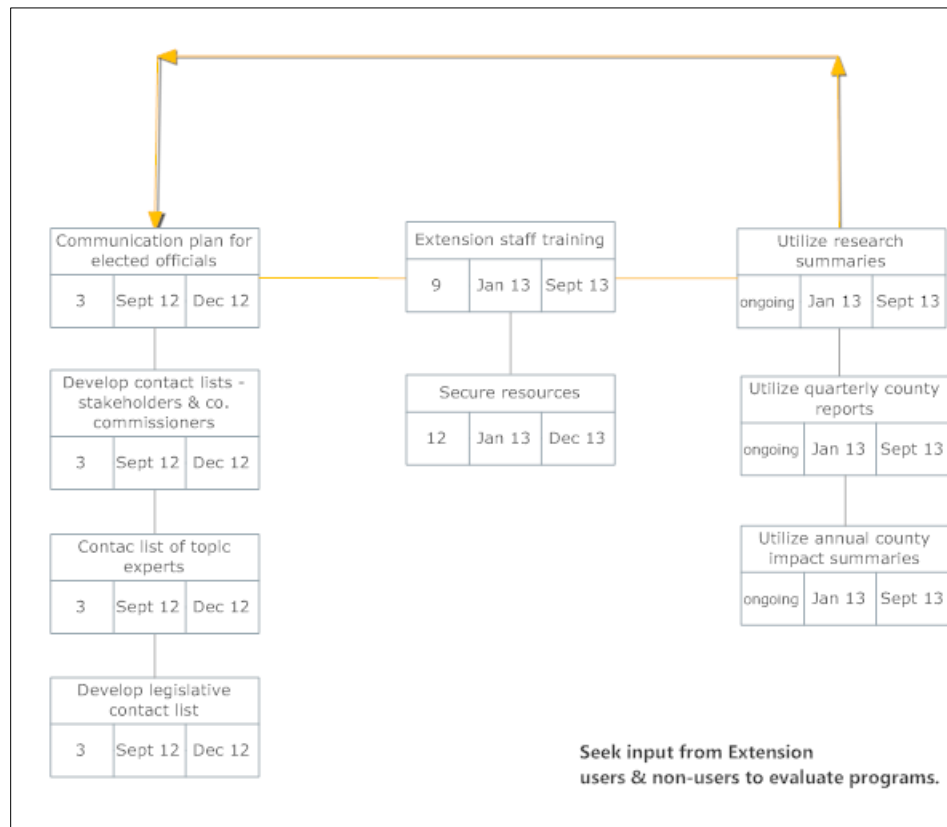 Communication plan for
elected officials
3 Sept 12 Dec 12
Develop contact lists -
stakeholders & co.
commissioners
3 Sept 12 Dec 12
Contac list of topic
experts
3 Sept 12 Dec 12
Develop legislative
contact list
3 Sept 12 Dec 12
Extension staff training
9 Jan 13 Sept 13
Secure resources
12 Jan 13 Dec 13
Utilize research
summaries
ongoing Jan 13 Sept 13
Utilize quarterly county
reports
ongoing Jan 13 Sept 13
Utilize annual county
impact summaries
ongoing Jan 13 Sept 13
Seek input from Extension
users & non-users to evaluate programs.